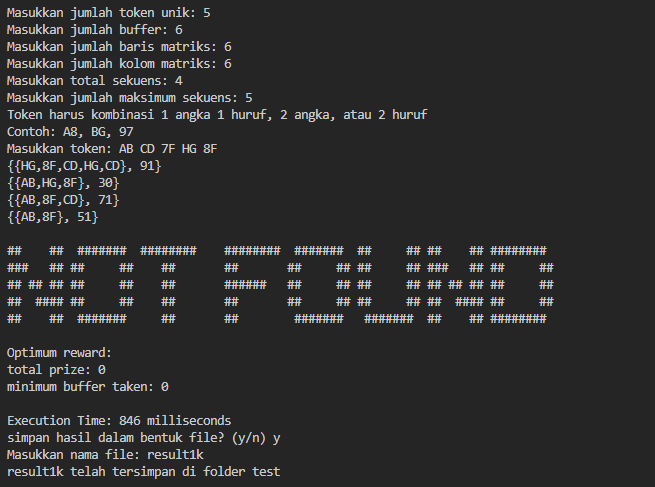 Masukkan jumlah token unik: 5
Masukkan jumlah buffer: 6
Masukkan jumlah baris matriks: 6
Masukkan jumlah kolom matriks: 6
Masukkan total sekuens: 4
Masukkan jumlah maksimum sekuens: 5
Token harus kombinasi 1 angka 1 huruf, 2 angka, atau 2 huruf
Contoh: A8, BG, 97
Masukkan token: AB CD 7F HG 8F
{{HG,8F,CD,HG,CD}, 91}
{{AB,HG,8F}, 30}
{{AB,8F,CD}, 71}
{{AB,8F}, 51}
NOT FOUND
Optimum reward:
total prize: 0
minimum buffer taken: 0
Execution Time: 846 milliseconds
simpan hasil dalam bentuk file? (y/n) y
Masukkan nama file: result1k
result1k telah tersimpan di folder test